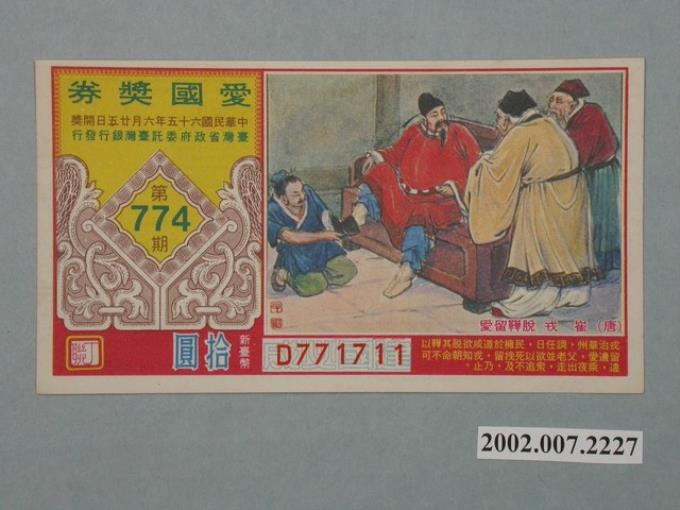 愛國獎券
中華民國六十五年六月廿五日開獎
臺灣省政府委託臺灣銀行發行
第
774
期
新臺幣
拾圓
D771711
(唐)崔戎 脫鞾留愛
戎治華州，調任日，民擁於道咸欲脫其鞾以
留遺愛，父老並欲以死挽留，戎知朝命不可
違，乘夜出走，追衆不及，乃止。
2002.007.2227